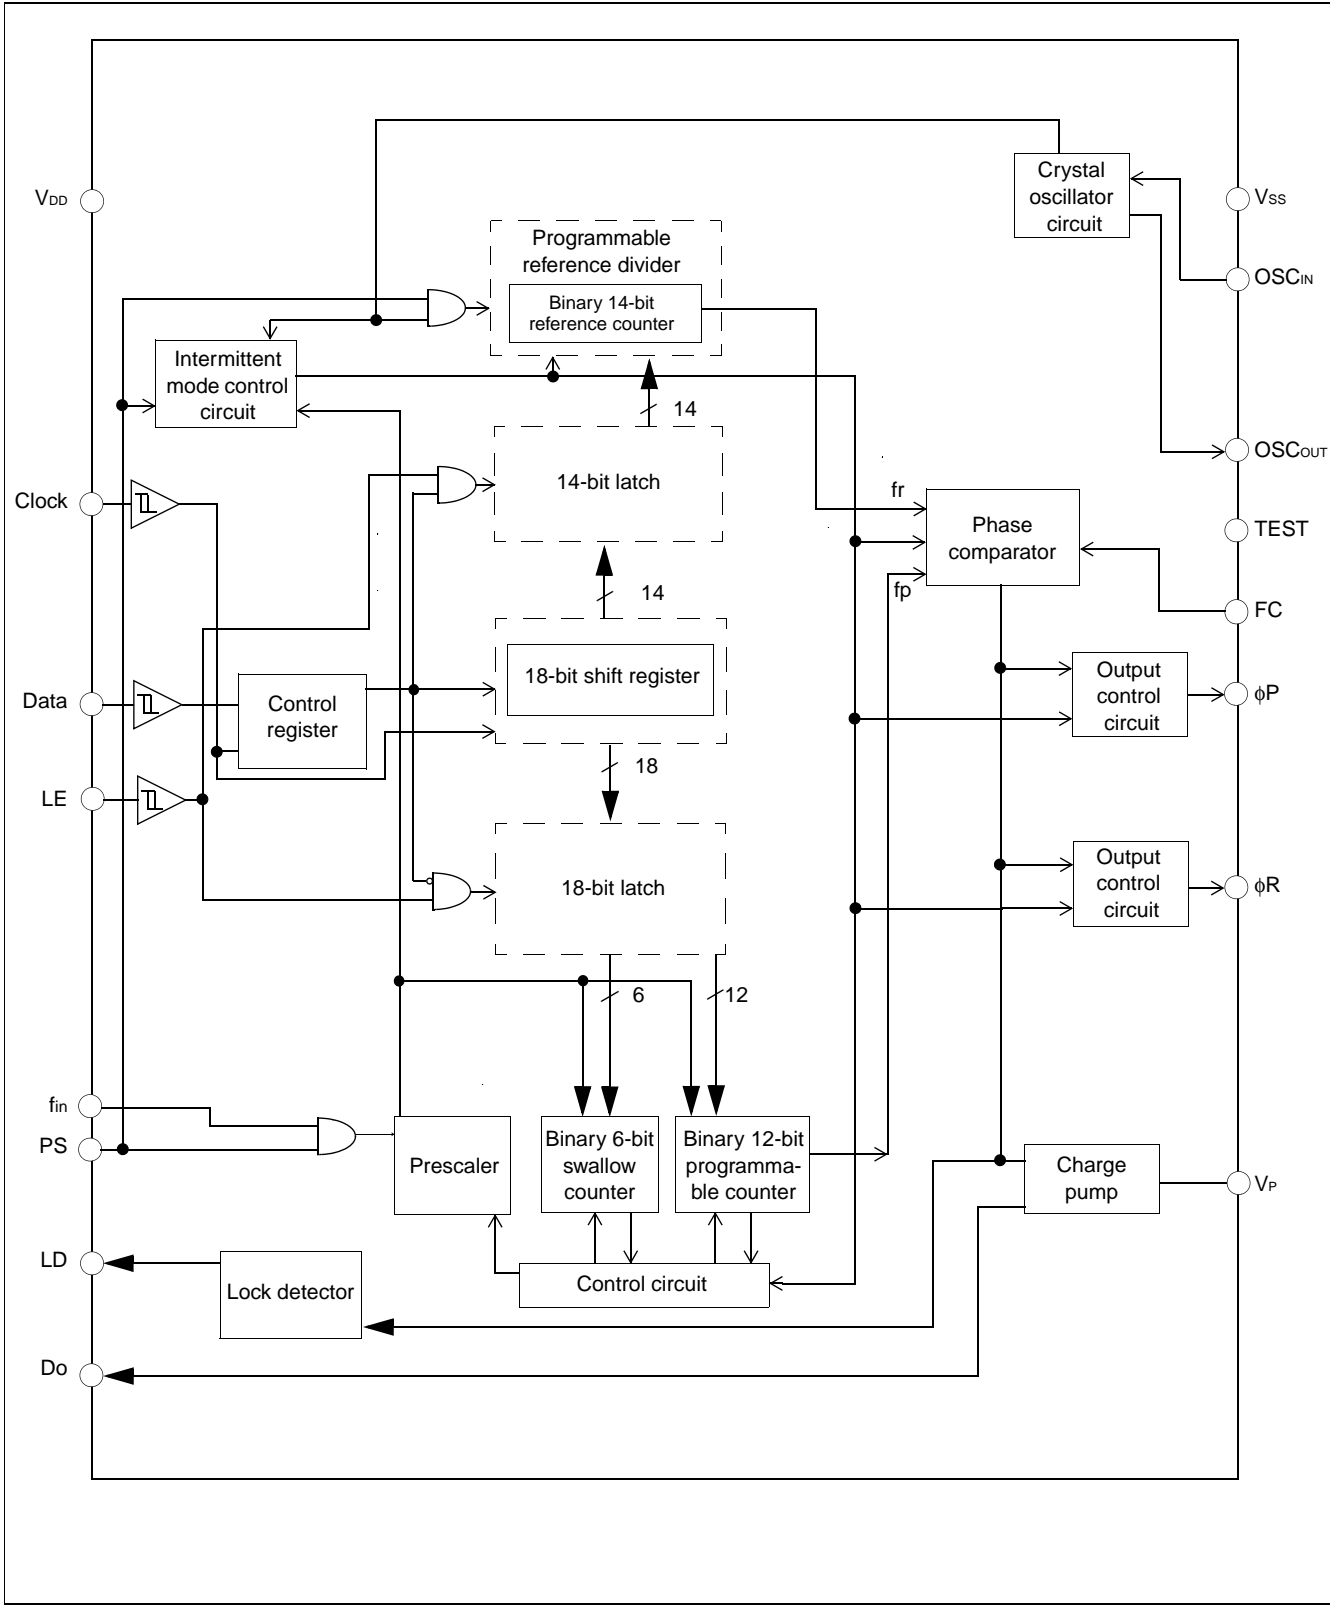 Crystal
oscillator
circuit
VDD
VSS
Programmable
reference divider
OSCIN
Binary 14-bit
reference counter
Intermittent
mode control
circuit
14
OSCOUT
14-bit latch
Clock
fr
Phase
comparator
TEST
fp
14
FC
18-bit shift register
Output
control
circuit
ϕP
Data
Control
register
18
LE
18-bit latch
Output
control
circuit
ϕR
6
12
fin
PS
Prescaler
Binary 6-bit
swallow
counter
Binary 12-bit
programma-
ble counter
Charge
pump
VP
LD
Lock detector
Control circuit
Do